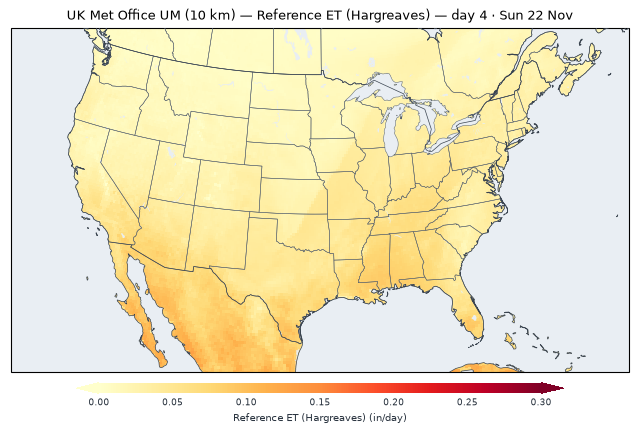 UK Met Office UM (10 km) — Reference ET (Hargreaves) — day 4 · Sun 22 Nov
0.00 0.05 0.10 0.15 0.20 0.25 0.30
Reference ET (Hargreaves) (in/day)